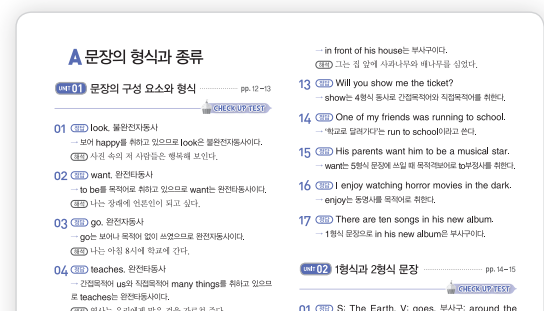 A 문장의 형식과 종류
UNIT 01 문장의 구성 요소와 형식 pp. 12~13
CHECK UP TEST
01 정답 look, 불완전자동사
→ 보어 happy를 취하고 있으므로 look은 불완전자동사이다.
해석 사진 속의 저 사람들은 행복해 보인다.
02 정답 want, 완전타동사
→ to be를 목적어로 취하고 있으므로 want는 완전타동사이다.
해석 나는 장래에 언론인이 되고 싶다.
03 정답 go, 완전자동사
→ go는 보어나 목적어 없이 쓰였으므로 완전자동사이다.
해석 나는 아침 8시에 학교에 간다.
04 정답 teaches, 완전타동사
→ 간접목적어 us와 직접목적어 many things를 취하고 있으므
로 teaches는 완전타동사이다.
→ in front of his house는 부사구이다.
해석 그는 집 앞에 사과나무와 배나무를 심었다.
13 정답 Will you show me the ticket?
→ show는 4형식 동사로 간접목적어와 직접목적어를 취한다.
14 정답 One of my friends was running to school.
→ '학교로 달려가다'는 run to school이라고 쓴다.
15 정답 His parents want him to be a musical star.
→ want는 5형식 문장에 쓰일 때 목적격보어로 to부정사를 취한다.
16 정답 I enjoy watching horror movies in the dark.
→ enjoy는 동명사를 목적어로 취한다.
17 정답 There are ten songs in his new album.
→ 1형식 문장으로 in his new album은 부사구이다.
UNIT 02 1형식과 2형식 문장 pp. 14~15
CHECK UP TEST
01 정답 S: The Earth, V: goes, 부사구: around the